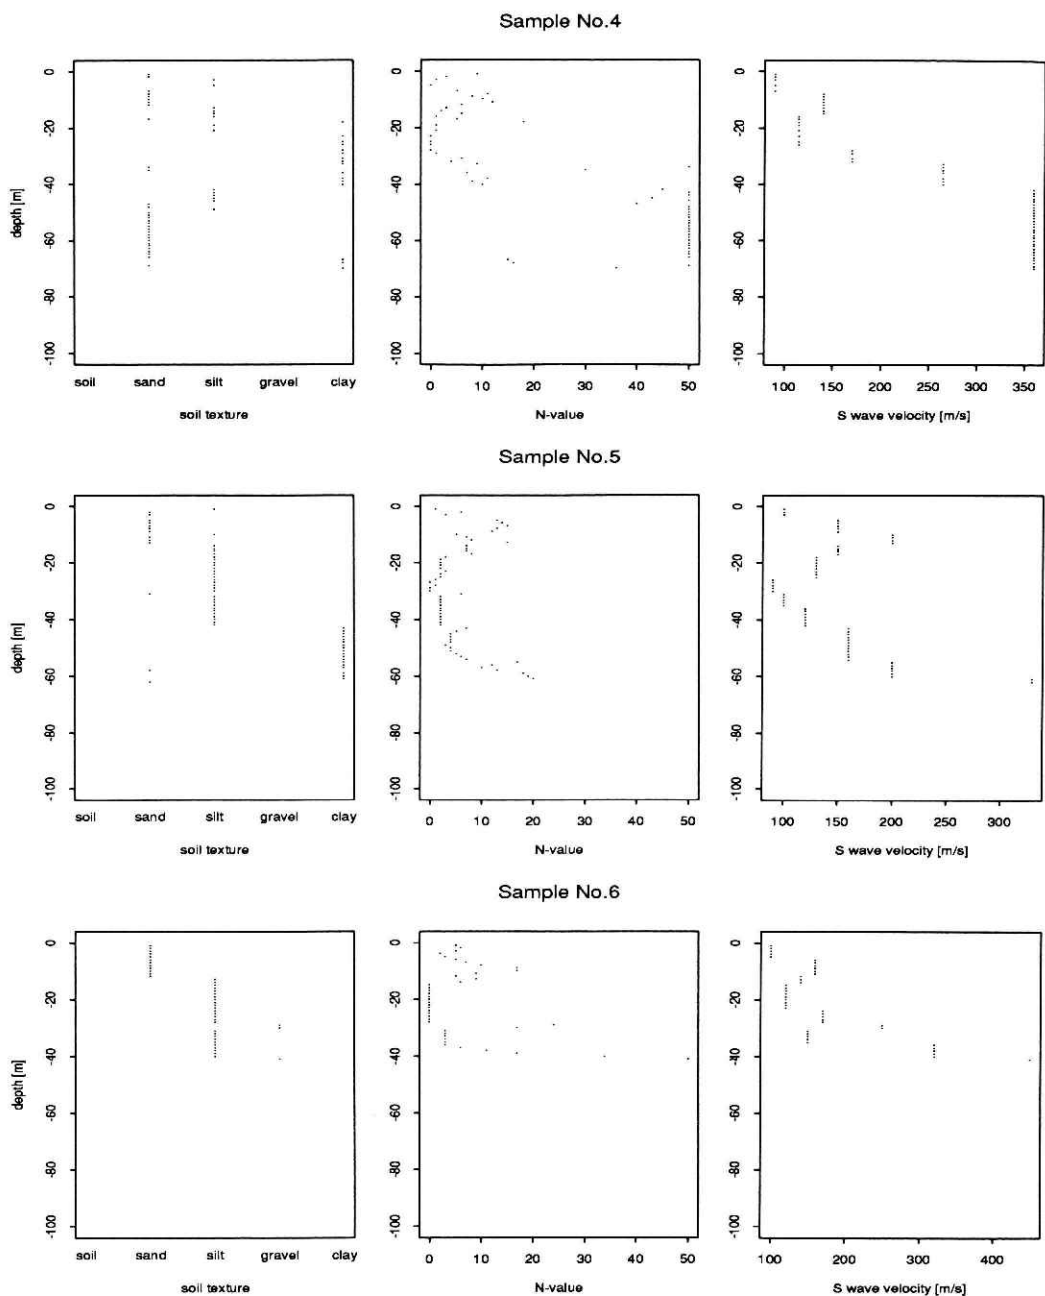 Sample No.4
depth [m]
0
-20
-40
-60
-80
-100
soil sand silt gravel clay
soil texture
0
-20
-40
-60
-80
-100
0 10 20 30 40 50
N-value
0
-20
-40
-60
-80
-100
100 150 200 250 300 350
S wave velocity [m/s]
Sample No.5
depth [m]
0
-20
-40
-60
-80
-100
soil sand silt gravel clay
soil texture
0
-20
-40
-60
-80
-100
0 10 20 30 40 50
N-value
0
-20
-40
-60
-80
-100
100 150 200 250 300
S wave velocity [m/s]
Sample No.6
depth [m]
0
-20
-40
-60
-80
-100
soil sand silt gravel clay
soil texture
0
-20
-40
-60
-80
-100
0 10 20 30 40 50
N-value
0
-20
-40
-60
-80
-100
100 200 300 400
S wave velocity [m/s]